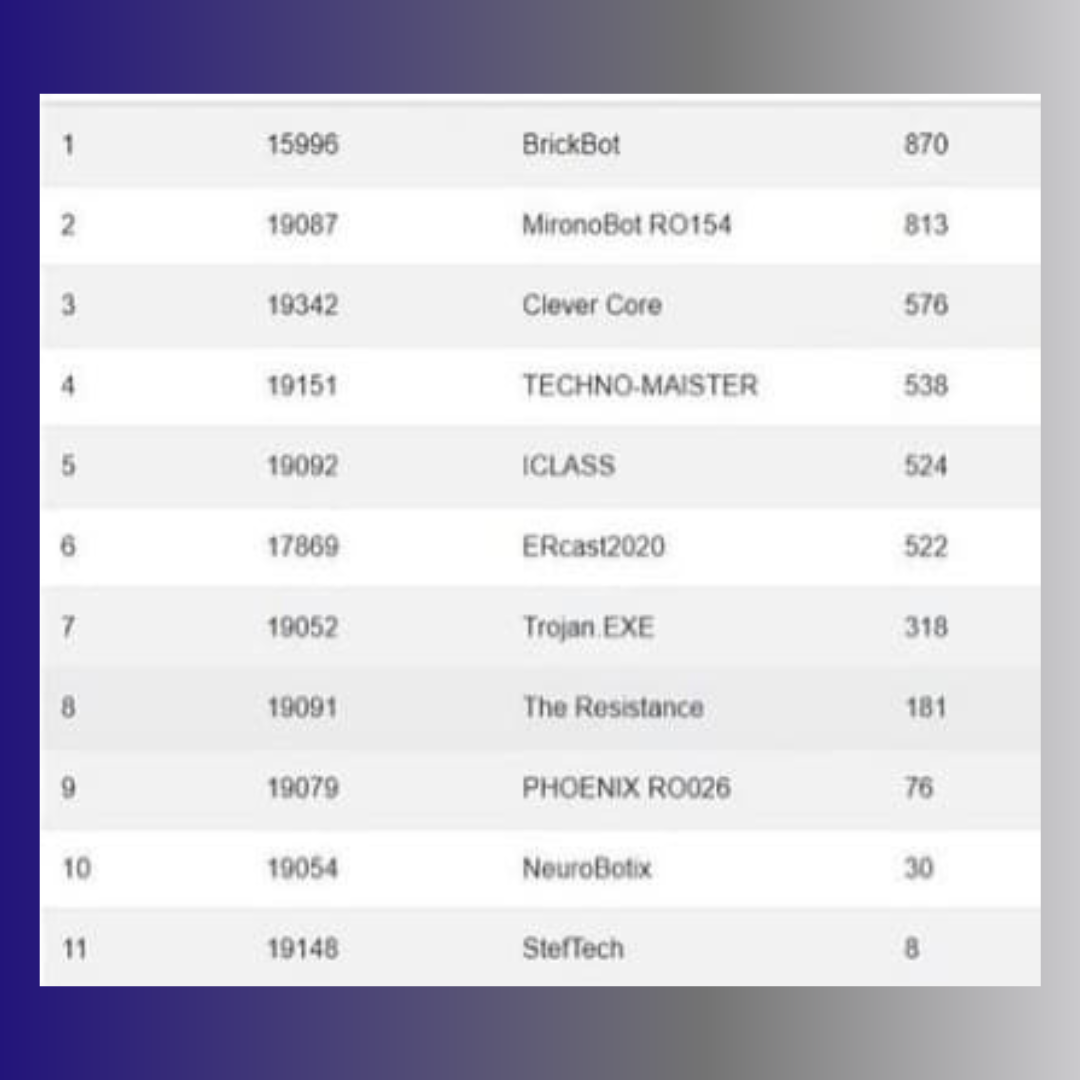 1 15996 BrickBot 870
2 19087 MironoBot RO154 813
3 19342 Clever Core 576
4 19151 TECHNO-MAISTER 538
5 19092 ICLASS 524
6 17869 ERcast2020 522
7 19052 Trojan.EXE 318
8 19091 The Resistance 181
9 19079 PHOENIX RO026 76
10 19054 NeuroBotix 30
11 19148 StefTech 8